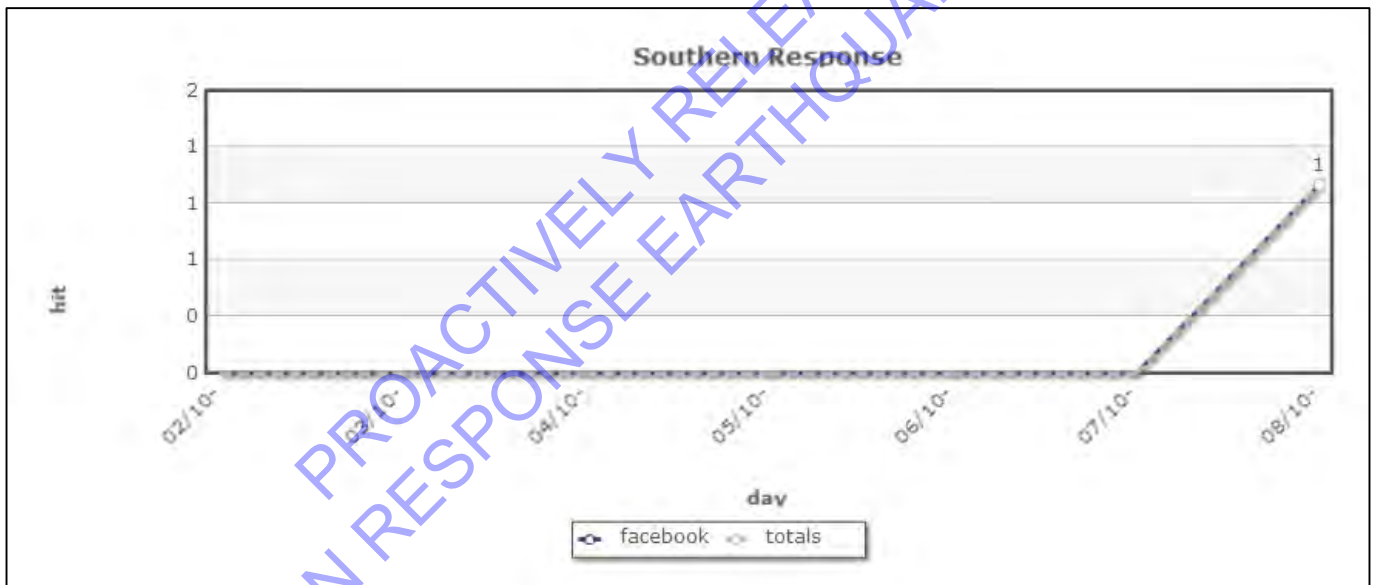 Southern Response
2
1
1
1
0
0
hit
1
02/10-
03/10-
04/10-
05/10-
06/10-
07/10-
08/10-
day
facebook totals
PROACTIVELY RELEA
N RESPONSE EARTHQUA